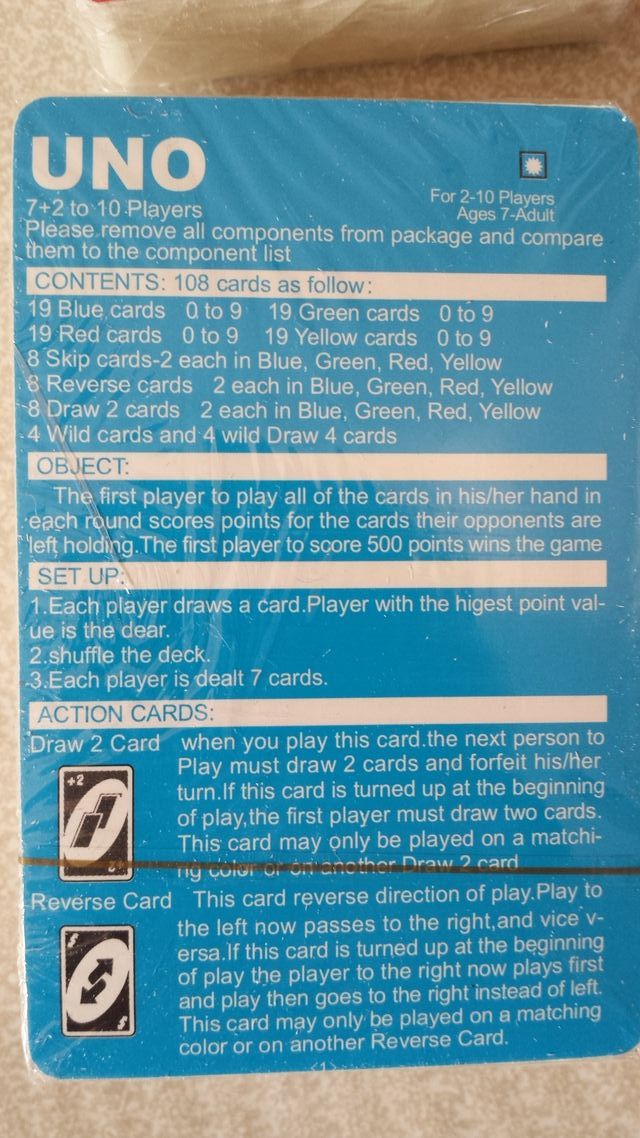 UNO
7+2 to 10 Players
For 2-10 Players
Ages 7-Adult
Please remove all components from package and compare
them to the component list
CONTENTS: 108 cards as follow:
19 Blue cards 0 to 9 19 Green cards 0 to 9
19 Red cards 0 to 9 19 Yellow cards 0 to 9
8 Skip cards-2 each in Blue, Green, Red, Yellow
8 Reverse cards 2 each in Blue, Green, Red, Yellow
8 Draw 2 cards 2 each in Blue, Green, Red, Yellow
4 Wild cards and 4 wild Draw 4 cards
OBJECT:
The first player to play all of the cards in his/her hand in
each round scores points for the cards their opponents are
left holding.The first player to score 500 points wins the game
SET UP:
1.Each player draws a card.Player with the higest point val-
ue is the dear.
2.shuffle the deck.
3.Each player is dealt 7 cards.
ACTION CARDS:
Draw 2 Card when you play this card.the next person to
Play must draw 2 cards and forfeit his/her
turn.If this card is turned up at the beginning
of play,the first player must draw two cards.
This card may only be played on a matchi-
ng color or on another Draw 2 card
+2
Reverse Card This card reverse direction of play.Play to
the left now passes to the right,and vice v-
ersa.If this card is turned up at the beginning
of play the player to the right now plays first
and play then goes to the right instead of left.
This card may only be played on a matching
color or on another Reverse Card.
<1>